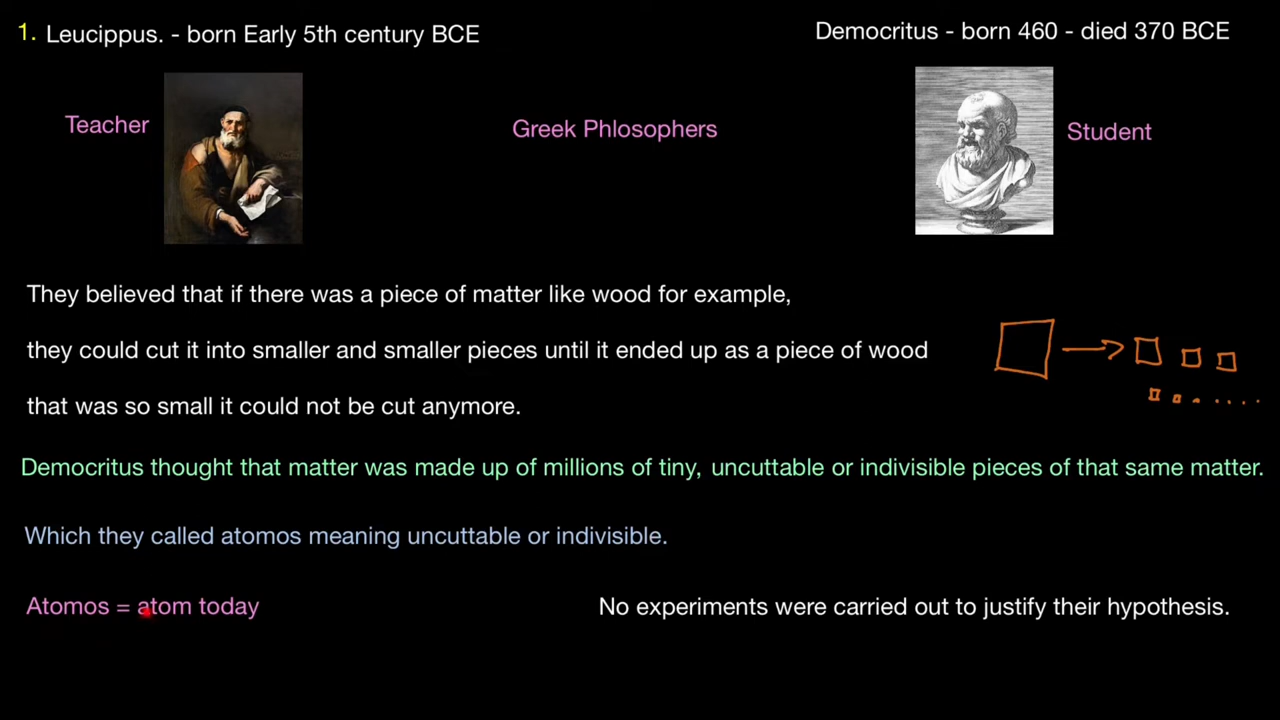 1. Leucippus. - born Early 5th century BCE
Democritus - born 460 - died 370 BCE
Teacher
Greek Phlosophers
Student
They believed that if there was a piece of matter like wood for example,
they could cut it into smaller and smaller pieces until it ended up as a piece of wood
that was so small it could not be cut anymore.
Democritus thought that matter was made up of millions of tiny, uncuttable or indivisible pieces of that same matter.
Which they called atomos meaning uncuttable or indivisible.
Atomos = atom today
No experiments were carried out to justify their hypothesis.